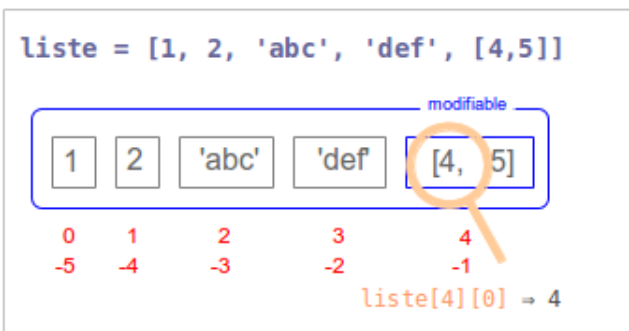 liste = [1, 2, 'abc', 'def', [4,5]]
modifiable
1 2 'abc' 'def' [4, 5]
0 1 2 3 4
-5 -4 -3 -2 -1
liste[4][0] ⇒ 4